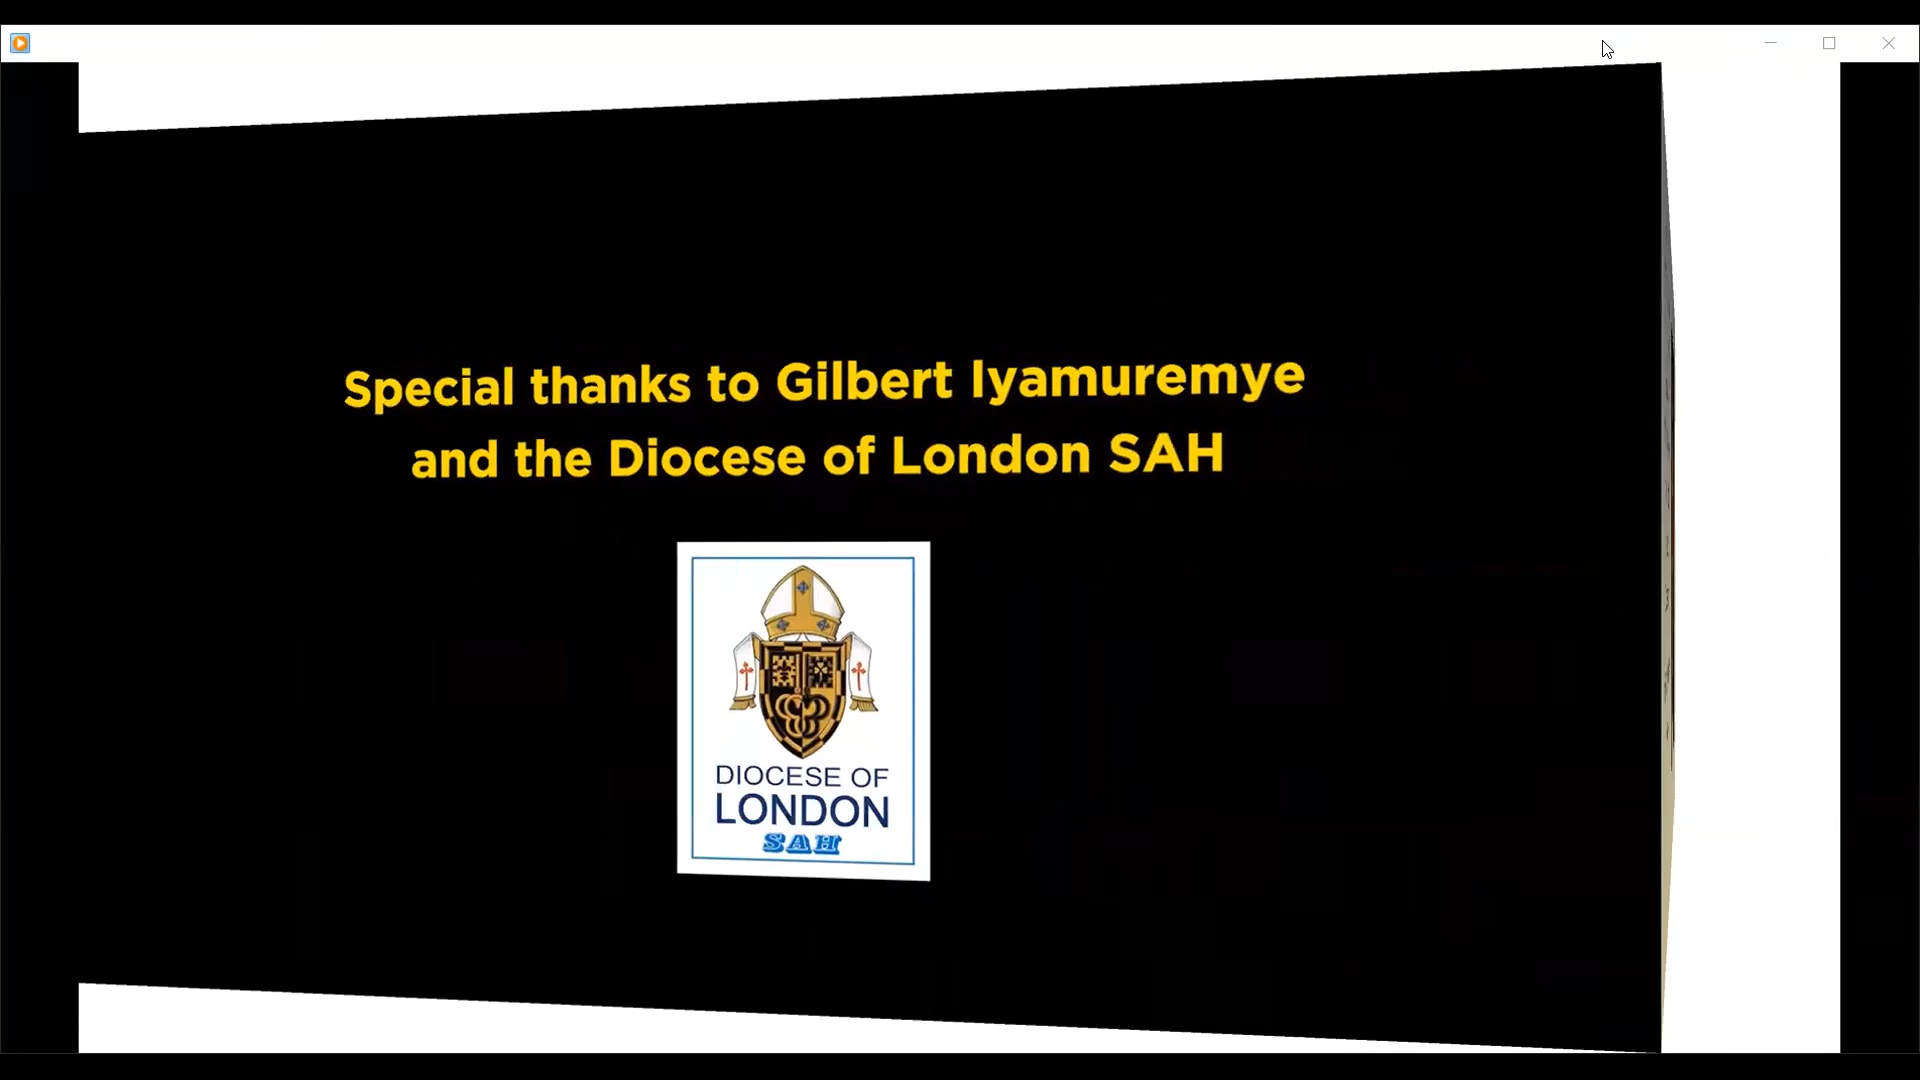 Special thanks to Gilbert Iyamuremye
and the Diocese of London SAH
DIOCESE OF
LONDON
SAH